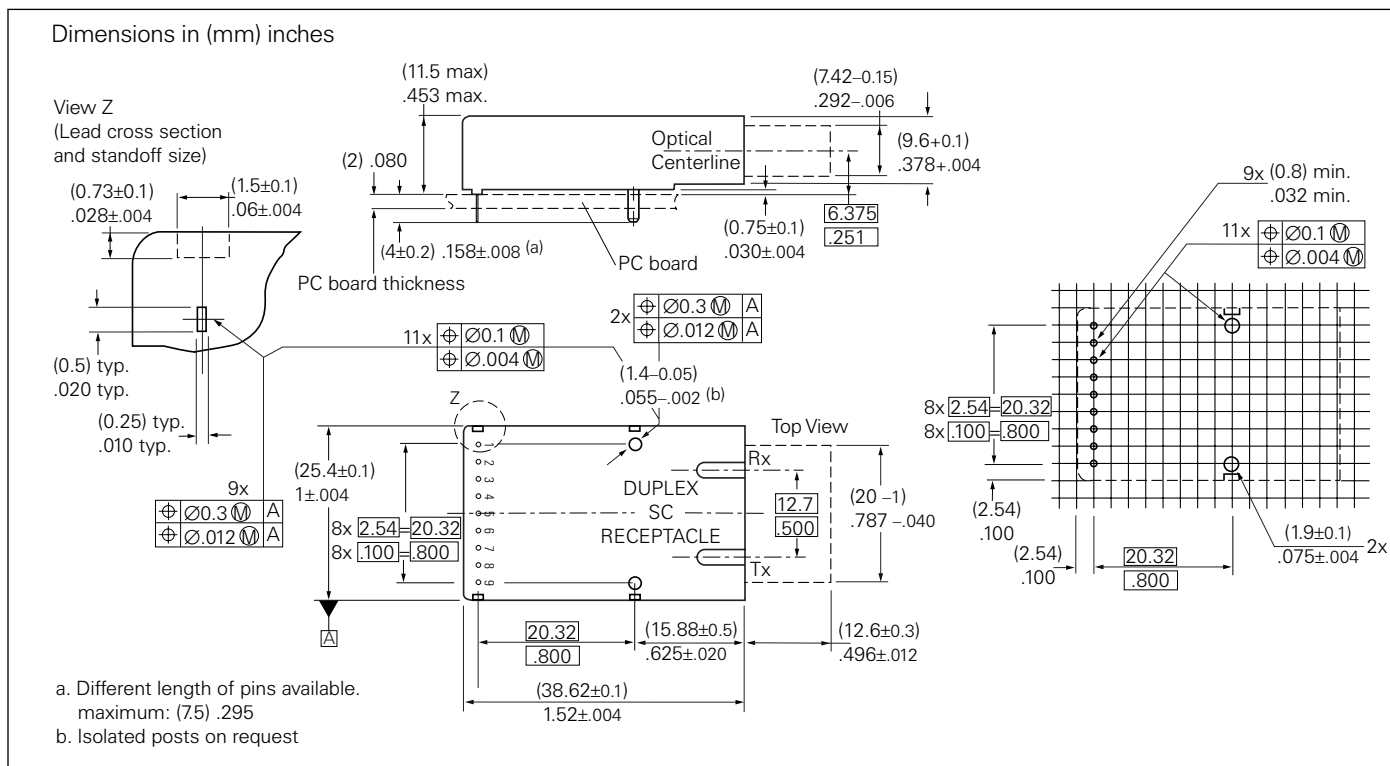 Dimensions in (mm) inches
View Z
(Lead cross section
and standoff size)
(11.5 max)
.453 max.
(7.42–0.15)
.292–.006
Optical
Centerline
(9.6+0.1)
.378+.004
(2) .080
(0.73±0.1)
.028±.004
(1.5±0.1)
.06±.004
(4±0.2) .158±.008 (a)
PC board
PC board thickness
(0.75±0.1)
.030±.004
6.375
.251
9x (0.8) min.
.032 min.
11x ⌖ Ø0.1 Ⓜ
⌖ Ø.004 Ⓜ
2x ⌖ Ø0.3 Ⓜ A
⌖ Ø.012 Ⓜ A
11x ⌖ Ø0.1 Ⓜ
⌖ Ø.004 Ⓜ
(0.5) typ.
.020 typ.
(0.25) typ.
.010 typ.
(1.4–0.05)
.055–.002 (b)
Z
Top View
(25.4±0.1)
1±.004
9x
⌖ Ø0.3 Ⓜ A
⌖ Ø.012 Ⓜ A
A
1
2
3
4
5
6
7
8
9
8x 2.54=20.32
8x .100=.800
Rx
DUPLEX
SC
RECEPTACLE
Tx
12.7
.500
(20 –1)
.787 –.040
20.32
.800
(15.88±0.5)
.625±.020
(12.6±0.3)
.496±.012
(38.62±0.1)
1.52±.004
8x 2.54=20.32
8x .100=.800
(2.54)
.100
(2.54)
.100
20.32
.800
(1.9±0.1)
.075±.004
2x
a. Different length of pins available.
maximum: (7.5) .295
b. Isolated posts on request